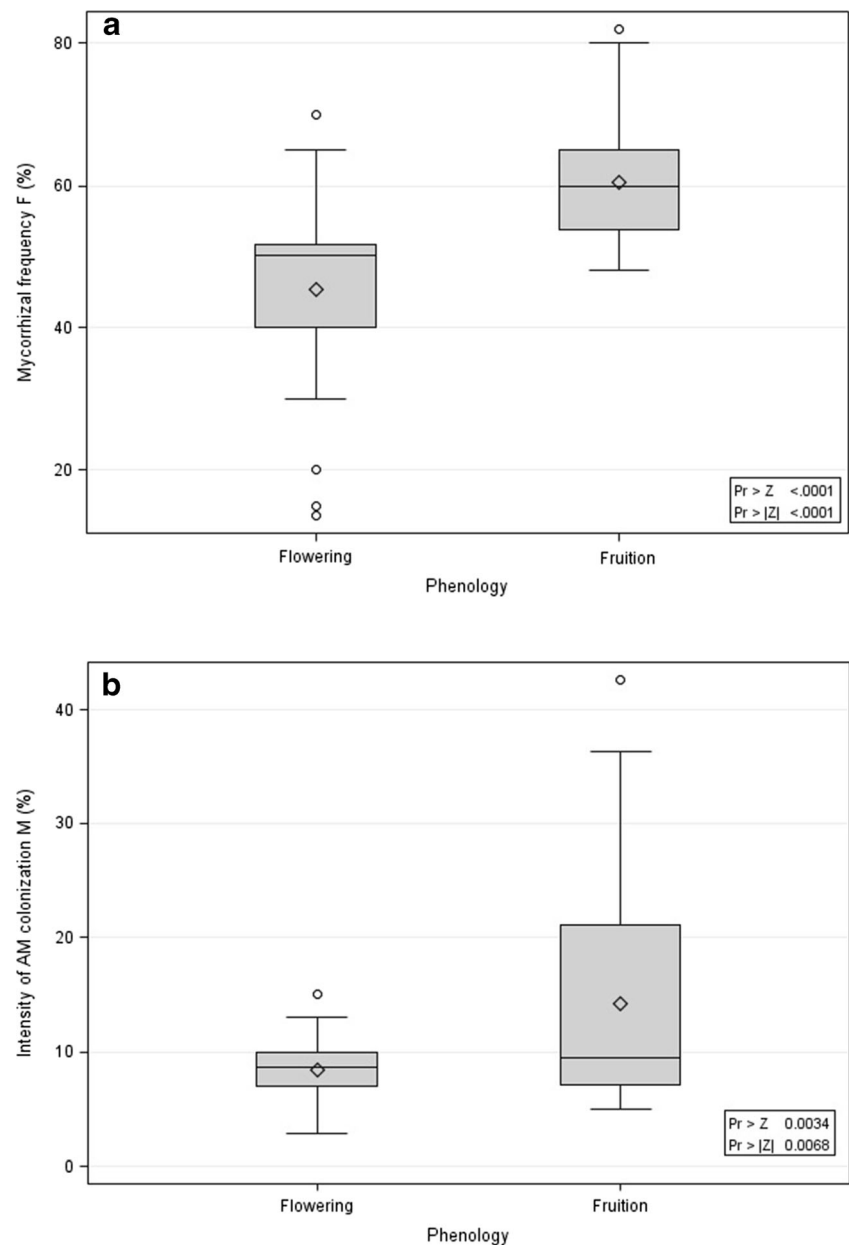 a
80
60
40
20
Mycorrhizal frequency F (%)
Pr > Z <.0001
Pr > |Z| <.0001
Flowering Fruition
Phenology
b
40
30
20
10
0
Intensity of AM colonization M (%)
Pr > Z 0.0034
Pr > |Z| 0.0068
Flowering Fruition
Phenology